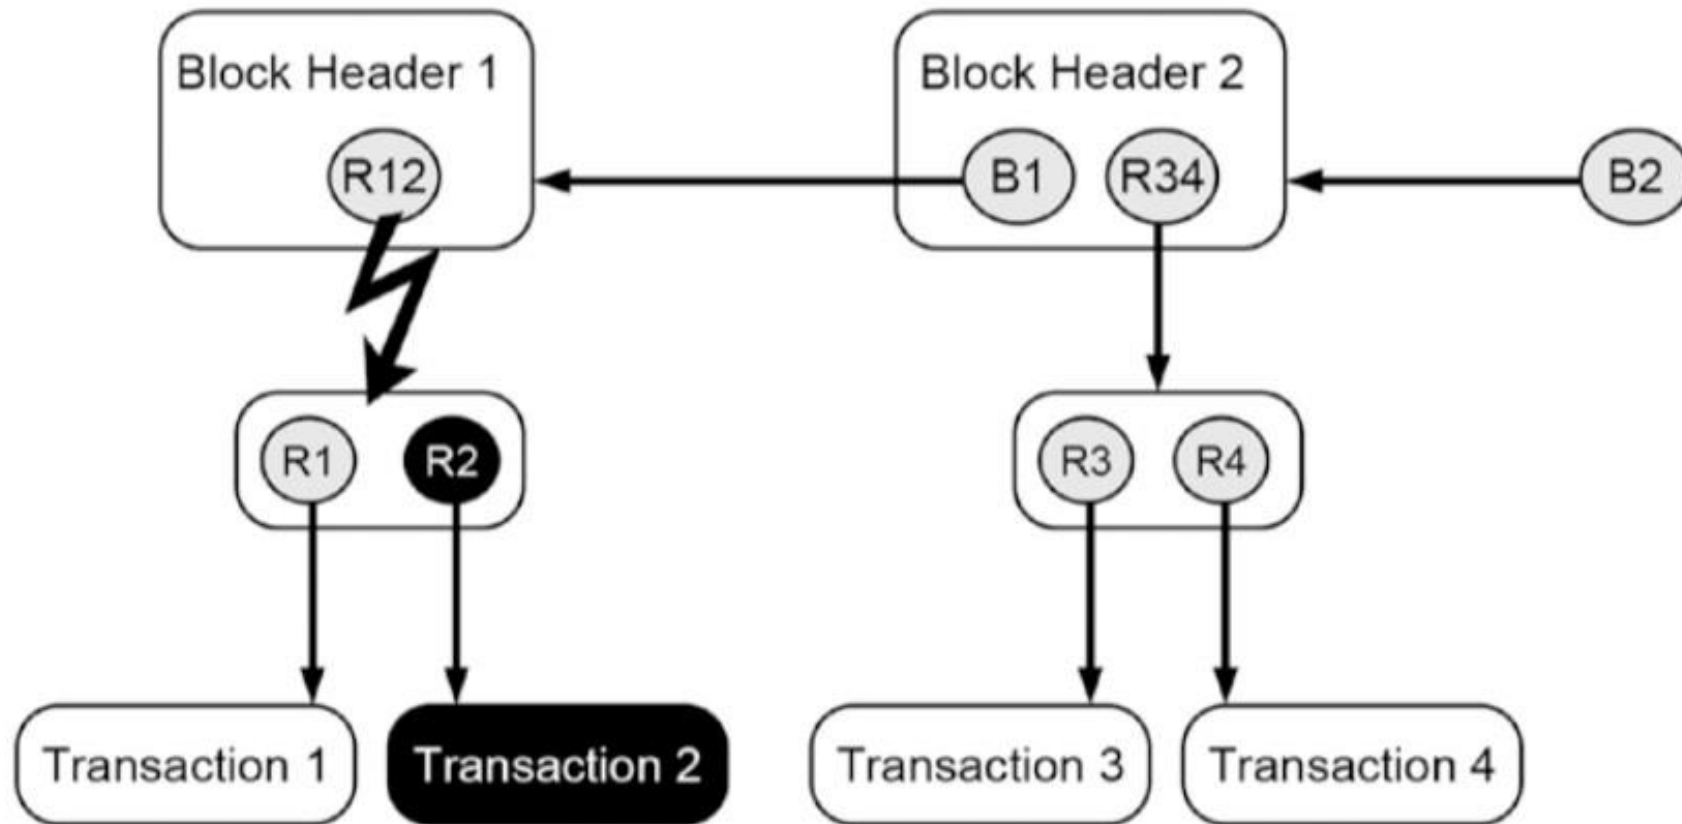 Block Header 1
Block Header 2
R12
B1
R34
B2
R1
R2
R3
R4
Transaction 1
Transaction 2
Transaction 3
Transaction 4